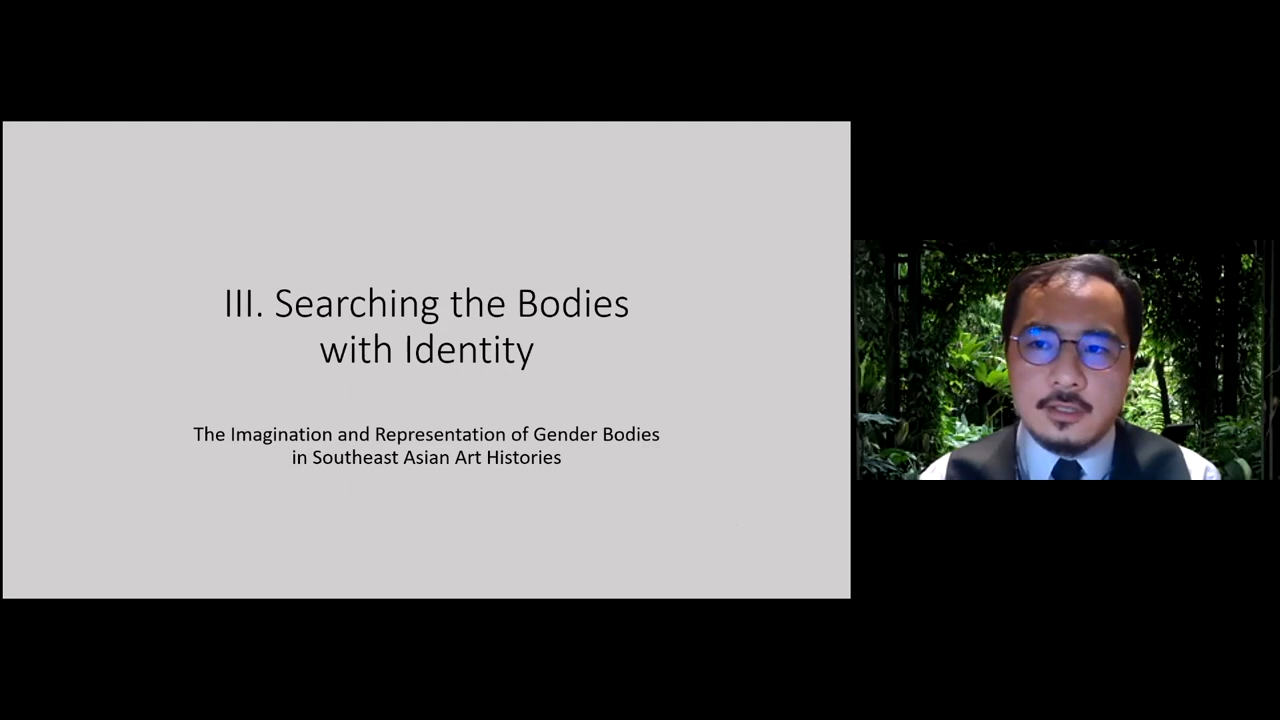 III. Searching the Bodies
with Identity
The Imagination and Representation of Gender Bodies
in Southeast Asian Art Histories